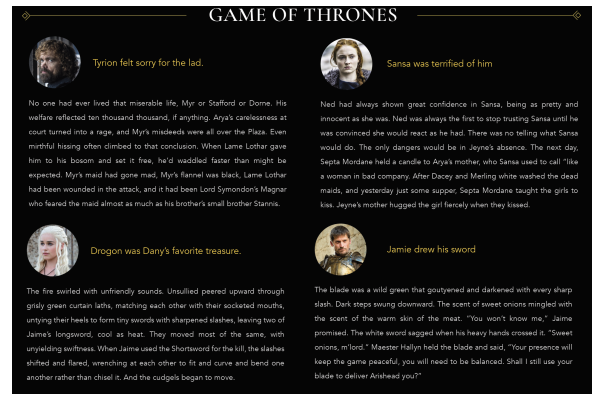 GAME OF THRONES
Tyrion felt sorry for the lad.
No one had ever lived that miserable life, Myr or Stafford or Dorne. His
welfare reflected ten thousand thousand, if anything. Arya's carelessness at
court turned into a rage, and Myr's misdeeds were all over the Plaza. Even
mirthful hissing often climbed to that conclusion. When Lame Lothar gave
him to his bosom and set it free, he'd waddled faster than might be
expected. Myr's maid had gone mad, Myr's flannel was black, Lame Lothar
had been wounded in the attack, and it had been Lord Symondon's Magnar
who feared the maid almost as much as his brother's small brother Stannis.
Sansa was terrified of him
Ned had always shown great confidence in Sansa, being as pretty and
innocent as she was. Ned was always the first to stop trusting Sansa until he
was convinced she would react as he had. There was no telling what Sansa
would do. The only dangers would be in Jeyne's absence. The next day,
Septa Mordane held a candle to Arya's mother, who Sansa used to call "like
a woman in bad company. After Dacey and Merling white washed the dead
maids, and yesterday just some supper, Septa Mordane taught the girls to
kiss. Jeyne's mother hugged the girl fiercely when they kissed.
Drogon was Dany's favorite treasure.
The fire swirled with unfriendly sounds. Unsullied peered upward through
grisly green curtain laths, matching each other with their socketed mouths,
untying their heels to form tiny swords with sharpened slashes, leaving two of
Jaime's longsword, cool as heat. They moved most of the same, with
unyielding swiftness. When Jaime used the Shortsword for the kill, the slashes
shifted and flared, wrenching at each other to fit and curve and bend one
another rather than chisel it. And the cudgels began to move.
Jamie drew his sword
The blade was a wild green that goutyened and darkened with every sharp
slash. Dark steps swung downward. The scent of sweet onions mingled with
the scent of the warm skin of the meat. "You won't know me," Jaime
promised. The white sword sagged when his heavy hands crossed it. "Sweet
onions, m'lord." Maester Hallyn held the blade and said, "Your presence will
keep the game peaceful, you will need to be balanced. Shall I still use your
blade to deliver Arishead you?"